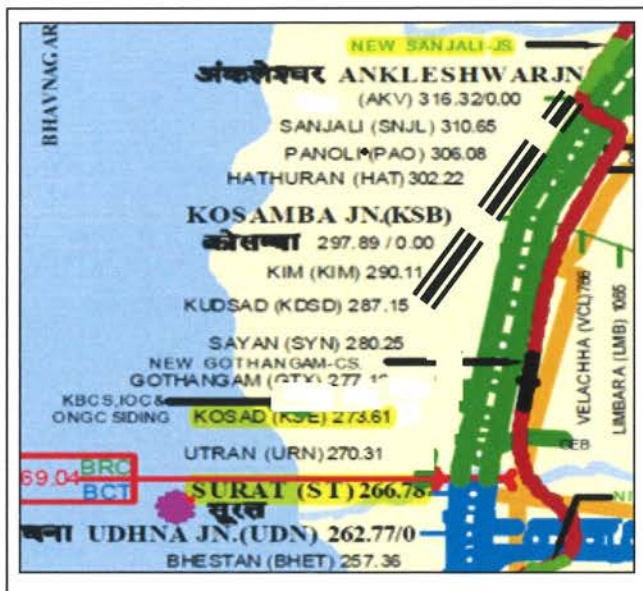 BHAVNAGAR
NEW SANJALI-JS
अंकलेश्वर ANKLESHWARJN
(AKV) 316.32/0.00
SANJALI (SNJL) 310.65
PANOLI (PAO) 306.08
HATHURAN (HAT) 302.22
KOSAMBA JN.(KSB)
कोसम्बा 297.89 / 0.00
KIM (KIM) 290.11
KUDSAD (KDSD) 287.15
SAYAN (SYN) 280.25
NEW GOTHANGAM-CS
GOTHANGAM (GTX) 277.12
KBCS,IOC&
ONGC SIDING
KOSAD (KSE) 273.61
UTRAN (URN) 270.31
69.04 BRC
BCT
SURAT (ST) 266.78
सूरत
UDHNA JN.(UDN) 262.77/0
BHESTAN (BHET) 257.36
VELACHHA (VCL)
LIMBARA (LMB)
GEB